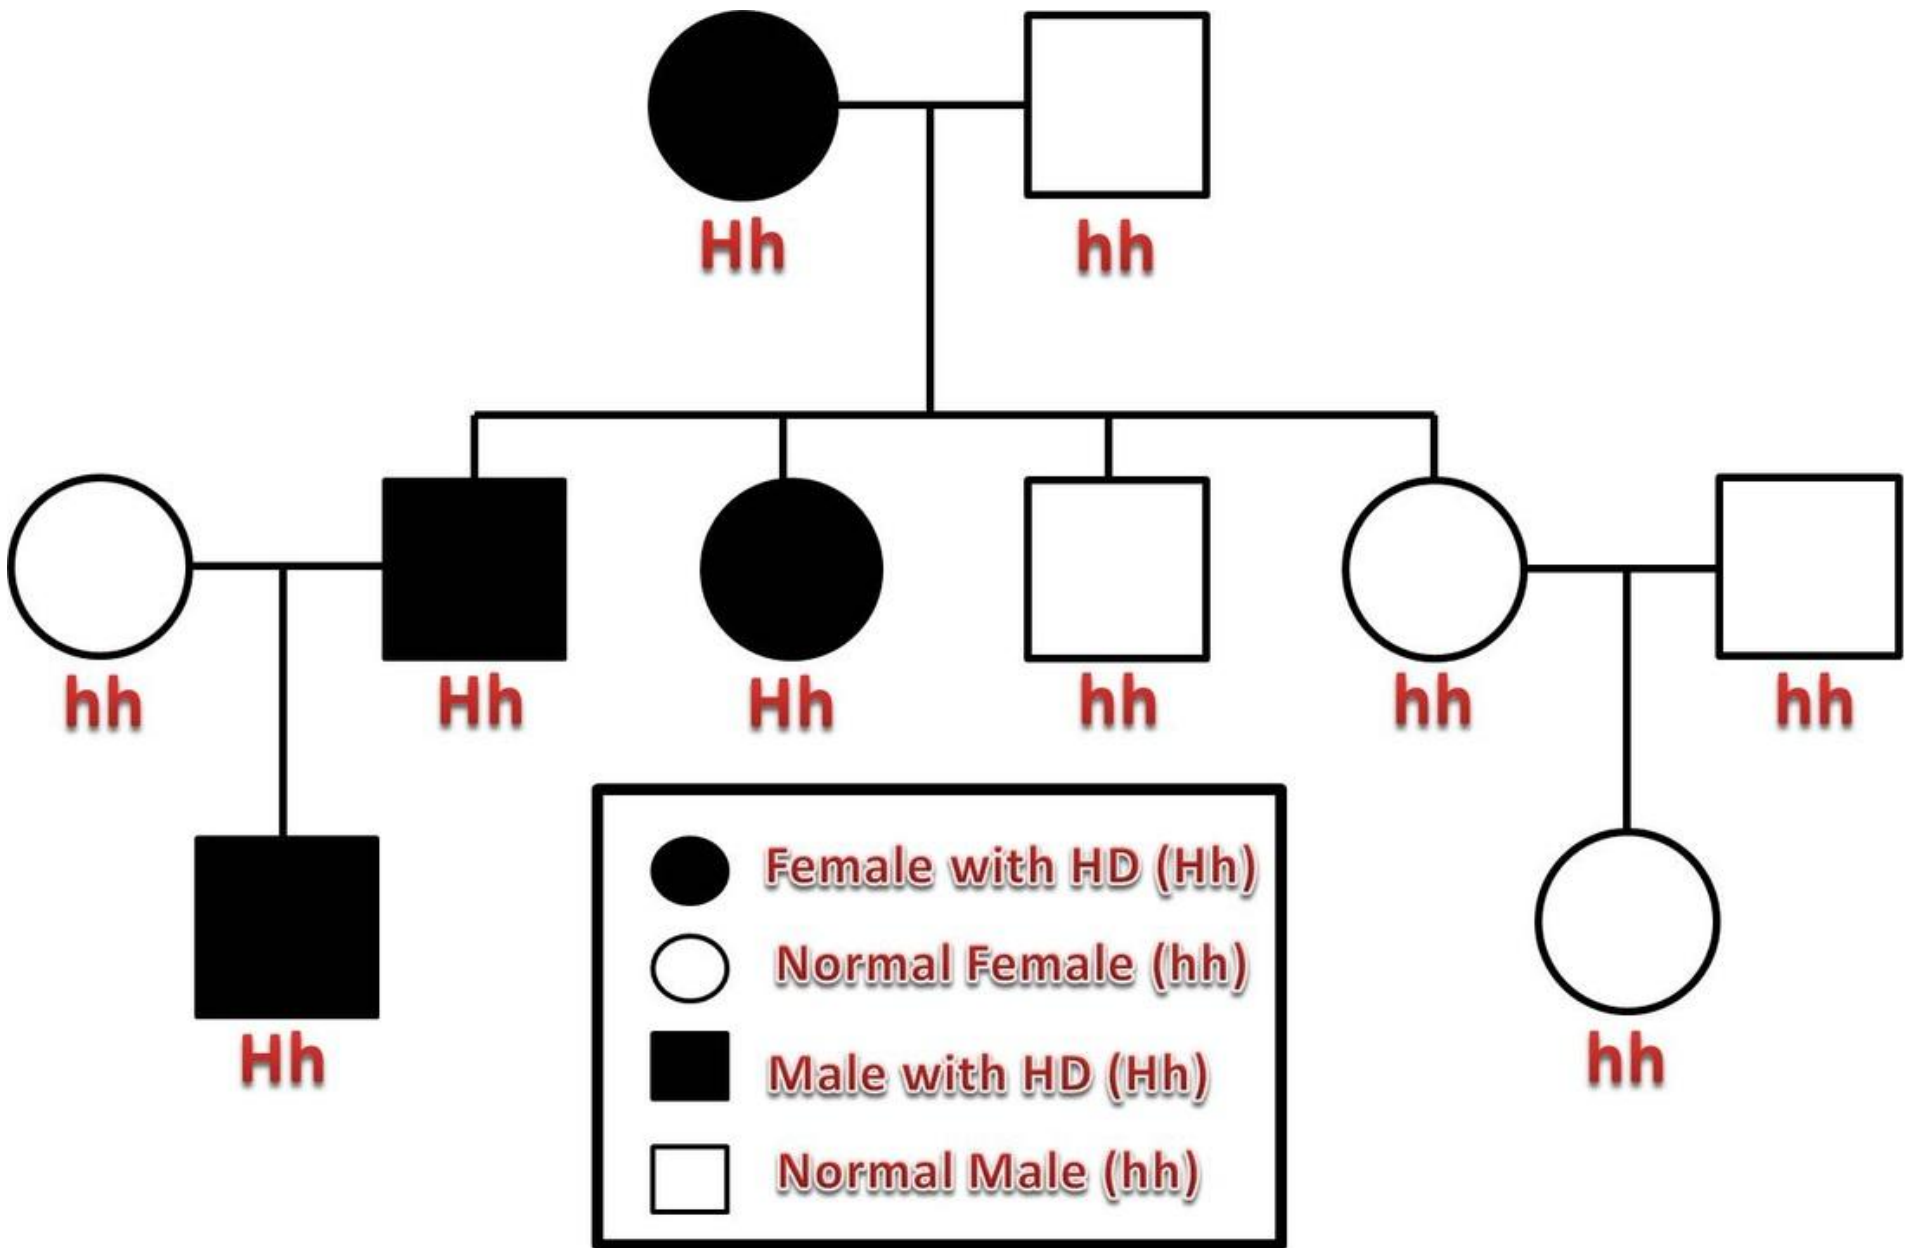 Hh hh
hh Hh Hh hh hh hh
Female with HD (Hh)
Normal Female (hh)
Male with HD (Hh)
Normal Male (hh)
Hh hh